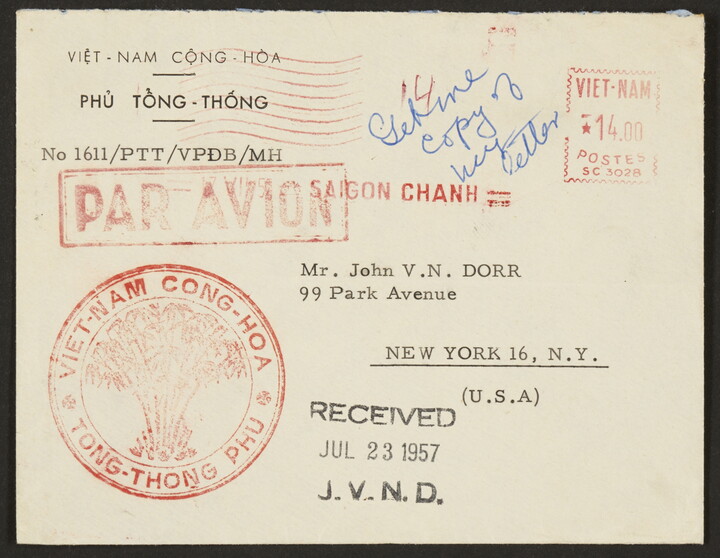 VIỆT-NAM CỘNG-HÒA
PHỦ TỔNG-THỐNG
No 1611/PTT/VPĐB/MH
14
Get me
copy of
my
letter
VIET-NAM
★14.00
POSTES
SC 3028
PAR AVION
SAIGON CHANH
Mr. John V.N. DORR
99 Park Avenue
NEW YORK 16, N.Y.
(U.S.A)
VIET-NAM CONG-HOA
TONG-THONG PHU
RECEIVED
JUL 23 1957
J.V.N.D.